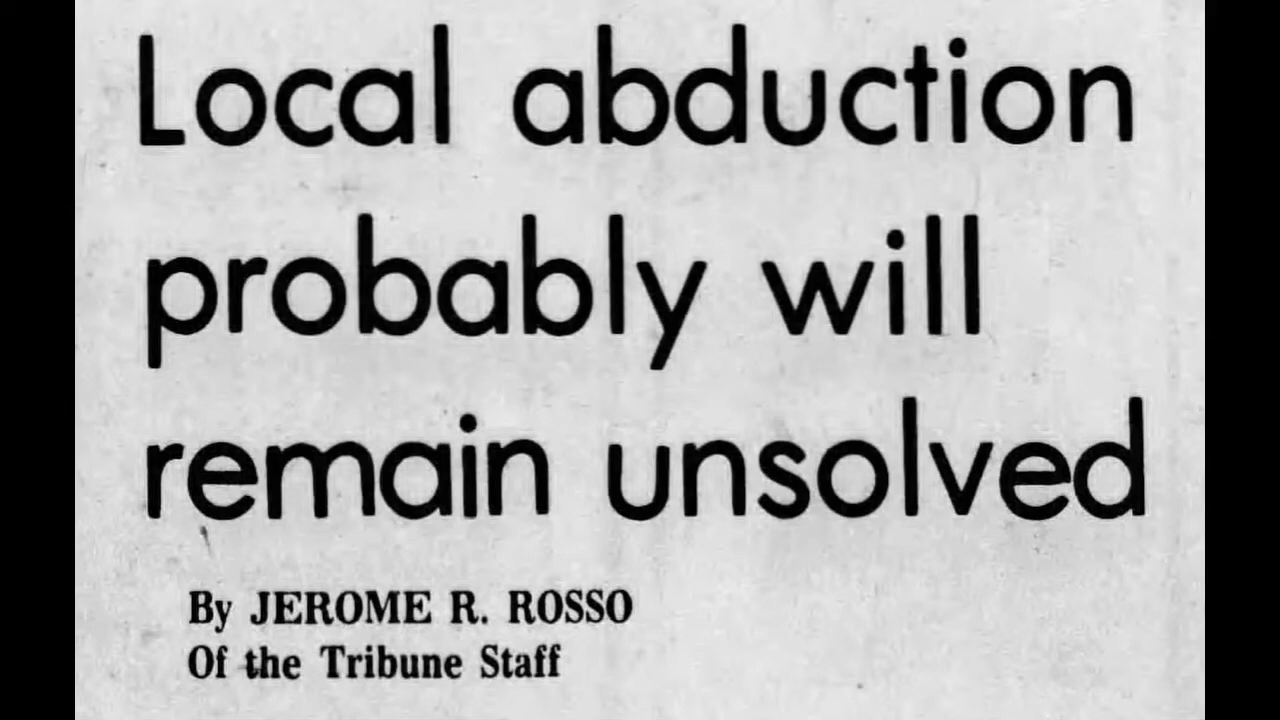 Local abduction
probably will
remain unsolved
By JEROME R. ROSSO
Of the Tribune Staff